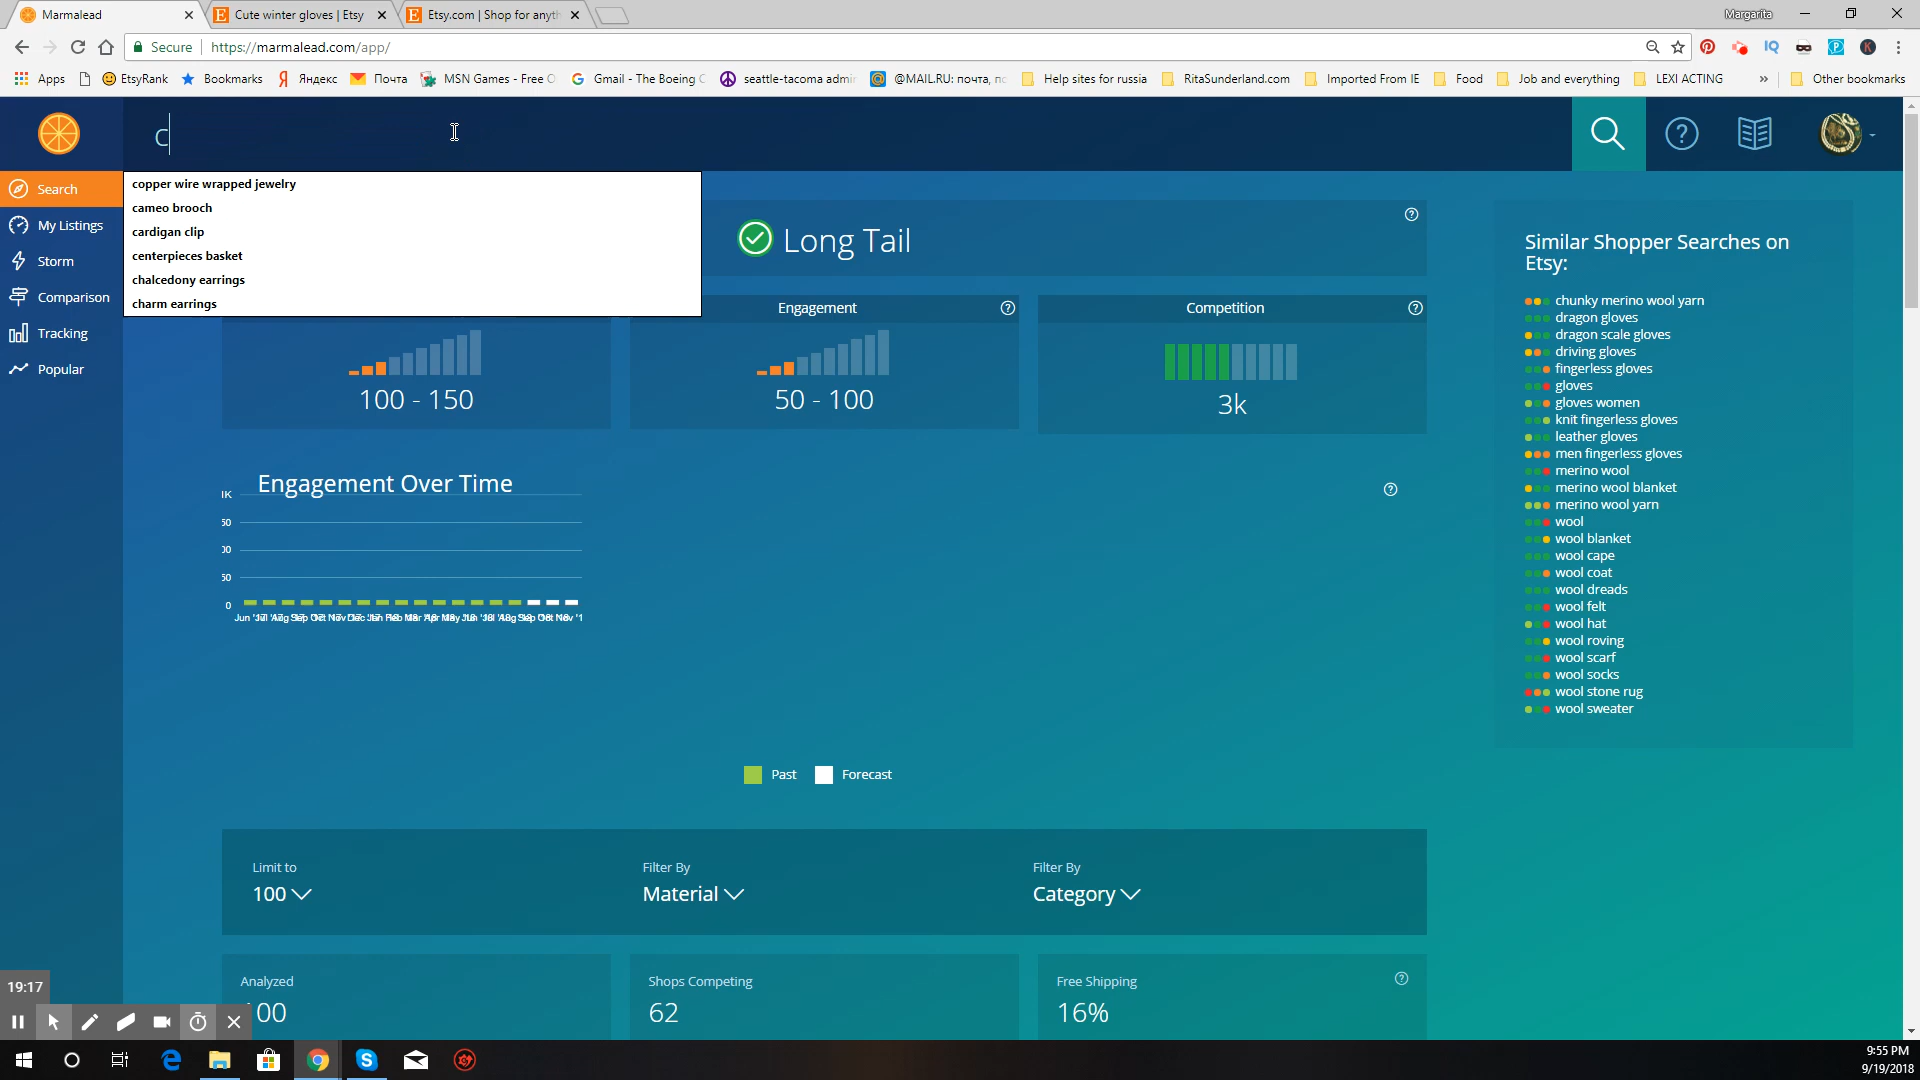 Marmalead
Cute winter gloves | Etsy
Etsy.com | Shop for anyth
Margarita
Secure
https://marmalead.com/app/
Apps
EtsyRank
Bookmarks
Яндекс
Почта
MSN Games - Free O
Gmail - The Boeing C
seattle-tacoma admin
@MAIL.RU: почта, по
Help sites for russia
RitaSunderland.com
Imported From IE
Food
Job and everything
LEXI ACTING
»
Other bookmarks
C
copper wire wrapped jewelry
cameo brooch
cardigan clip
centerpieces basket
chalcedony earrings
charm earrings
Search
My Listings
Storm
Comparison
Tracking
Popular
Long Tail
Engagement
Competition
100 - 150
50 - 100
3k
Engagement Over Time
1K
50
00
50
0
Past
Forecast
Limit to
100
Filter By
Material
Filter By
Category
Analyzed
00
Shops Competing
62
Free Shipping
16%
Similar Shopper Searches on
Etsy:
chunky merino wool yarn
dragon gloves
dragon scale gloves
driving gloves
fingerless gloves
gloves
gloves women
knit fingerless gloves
leather gloves
men fingerless gloves
merino wool
merino wool blanket
merino wool yarn
wool
wool blanket
wool cape
wool coat
wool dreads
wool felt
wool hat
wool roving
wool scarf
wool socks
wool stone rug
wool sweater
19:17
9:55 PM
9/19/2018